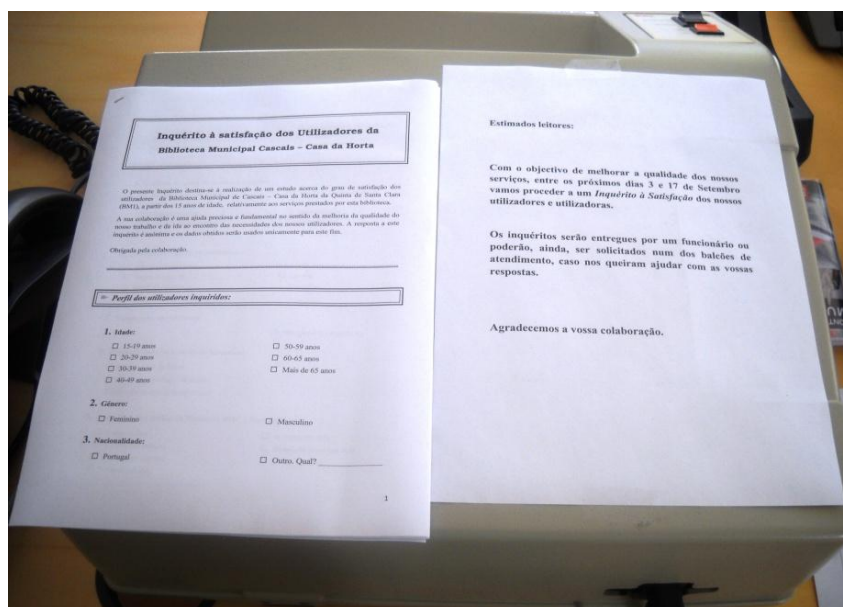 Inquérito à satisfação dos Utilizadores da
Biblioteca Municipal Cascais – Casa da Horta
O presente Inquérito destina-se à realização de um estudo acerca do grau de satisfação dos
utilizadores da Biblioteca Municipal de Cascais – Casa da Horta da Quinta de Santa Clara
(BM1), a partir dos 15 anos de idade, relativamente aos serviços prestados por esta biblioteca.
A sua colaboração é uma ajuda preciosa e fundamental no sentido da melhoria da qualidade do
nosso trabalho e da ida ao encontro das necessidades dos nossos utilizadores. A resposta a este
inquérito é anónima e os dados obtidos serão usados unicamente para este fim.
Obrigada pela colaboração.
Perfil dos utilizadores inquiridos:
1. Idade:
☐ 15-19 anos
☐ 20-29 anos
☐ 30-39 anos
☐ 40-49 anos
☐ 50-59 anos
☐ 60-65 anos
☐ Mais de 65 anos
2. Género:
☐ Feminino ☐ Masculino
3. Nacionalidade:
☐ Portugal ☐ Outro. Qual? ____________
1
Estimados leitores:
Com o objectivo de melhorar a qualidade dos nossos
serviços, entre os próximos dias 3 e 17 de Setembro
vamos proceder a um Inquérito à Satisfação dos nossos
utilizadores e utilizadoras.
Os inquéritos serão entregues por um funcionário ou
poderão, ainda, ser solicitados num dos balcões de
atendimento, caso nos queiram ajudar com as vossas
respostas.
Agradecemos a vossa colaboração.